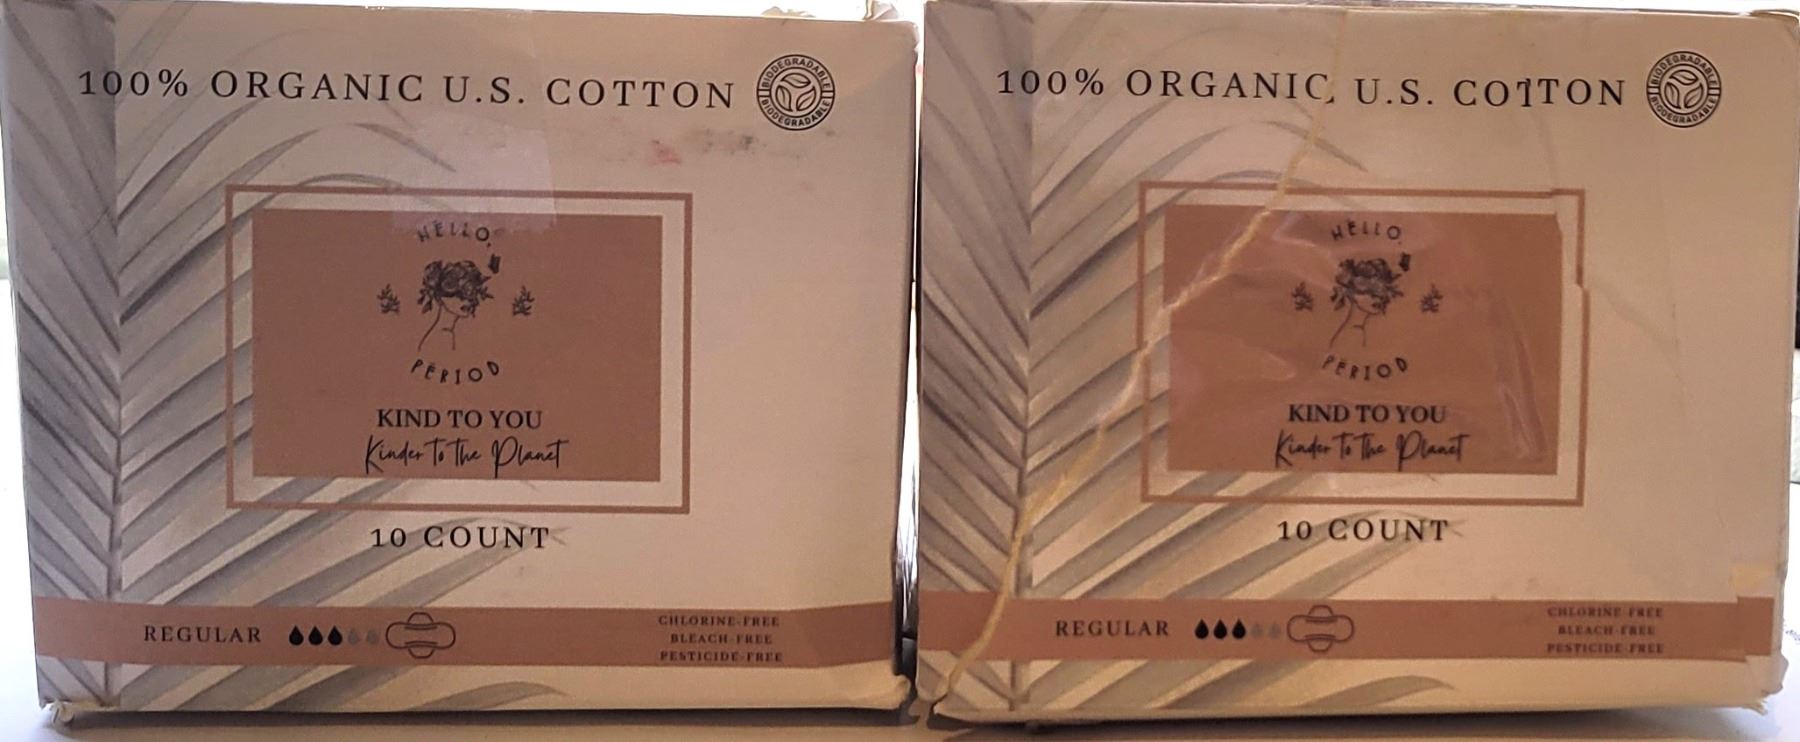 100% ORGANIC U.S. COTTON
BIODEGRADABLE
BIODEGRADABLE
HELLO,
PERIOD
KIND TO YOU
Kinder to the Planet
10 COUNT
REGULAR
CHLORINE-FREE
BLEACH-FREE
PESTICIDE-FREE
100% ORGANIC U.S. COTTON
BIODEGRADABLE
BIODEGRADABLE
HELLO,
PERIOD
KIND TO YOU
Kinder to the Planet
10 COUNT
REGULAR
CHLORINE-FREE
BLEACH-FREE
PESTICIDE-FREE